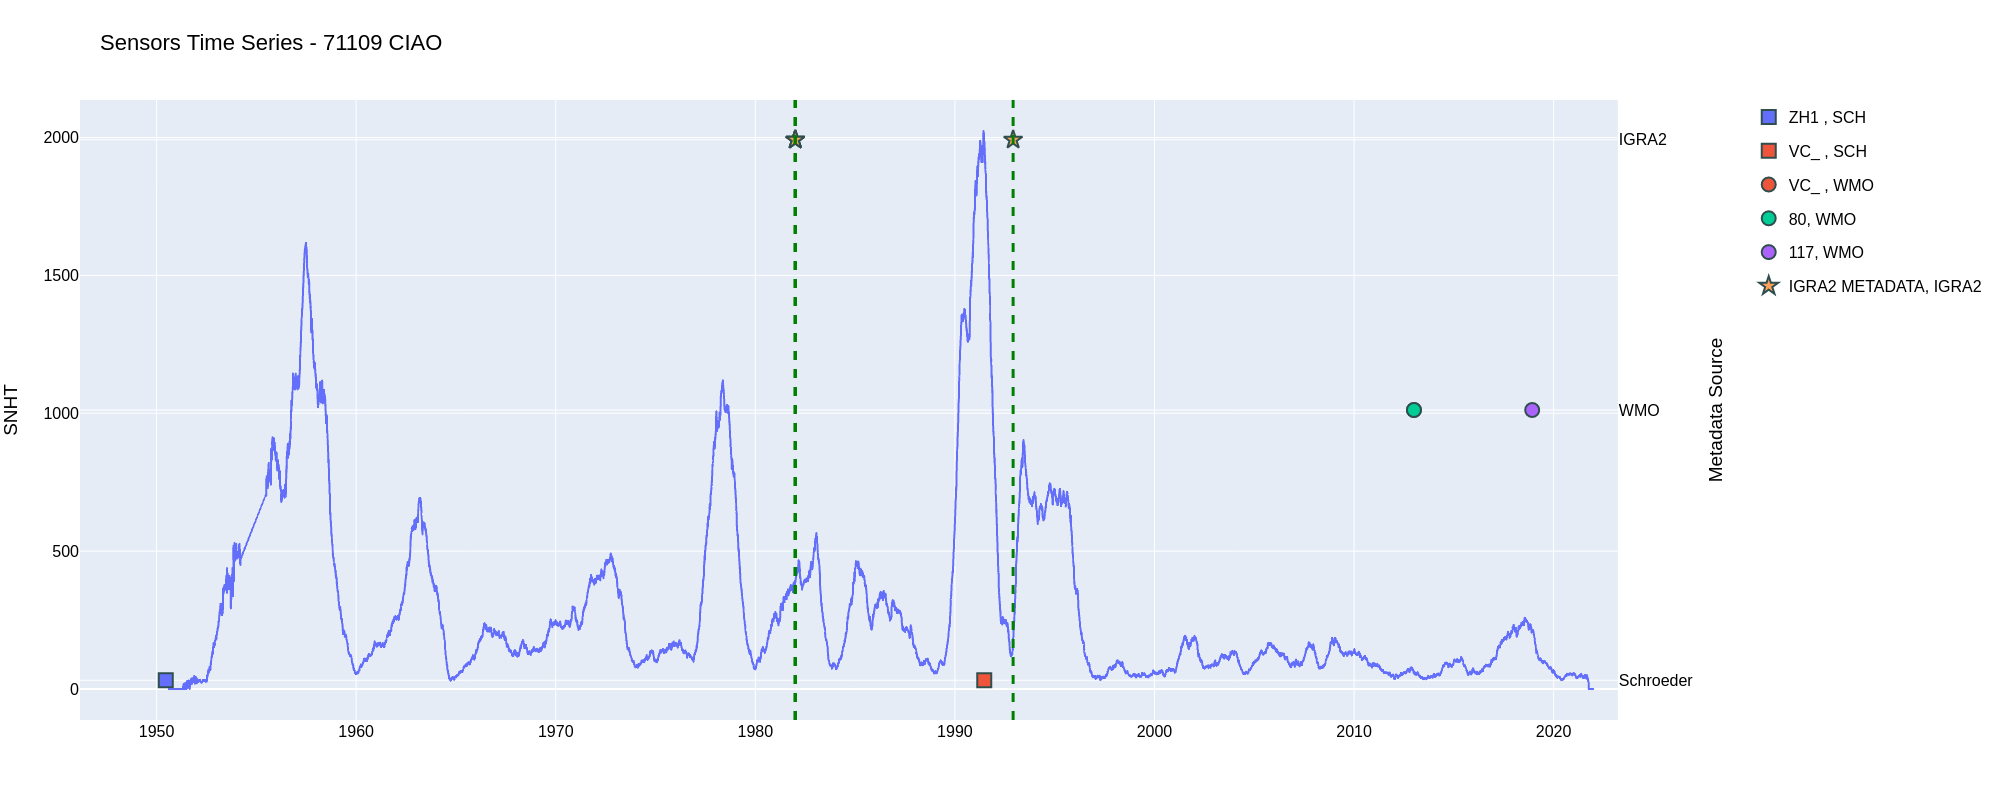 Sensors Time Series - 71109 CIAO
SNHT
2000
1500
1000
500
0
1950
1960
1970
1980
1990
2000
2010
2020
IGRA2
WMO
Schroeder
Metadata Source
ZH1 , SCH
VC_ , SCH
VC_ , WMO
80, WMO
117, WMO
IGRA2 METADATA, IGRA2